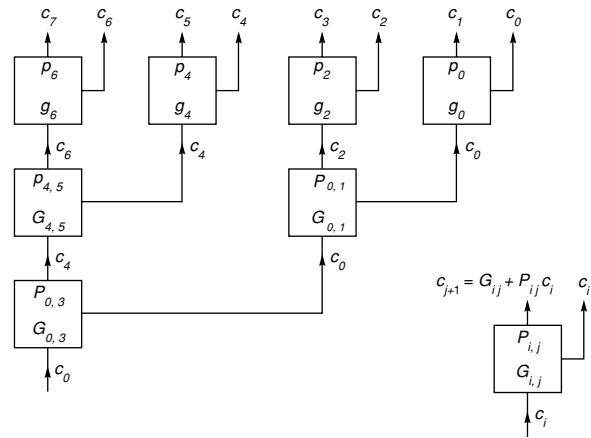 c₇ c₆ c₅ c₄ c₃ c₂ c₁ c₀
p₆ p₄ p₂ p₀
g₆ g₄ g₂ g₀
c₆ c₄ c₂ c₀
p₄, ₅ P₀, ₁
G₄, ₅ G₀, ₁
c₄ c₀
P₀, ₃
G₀, ₃
c₀
cⱼ₊₁ = Gᵢ ⱼ + Pᵢ ⱼ cᵢ cᵢ
Pᵢ, ⱼ
Gᵢ, ⱼ
cᵢ